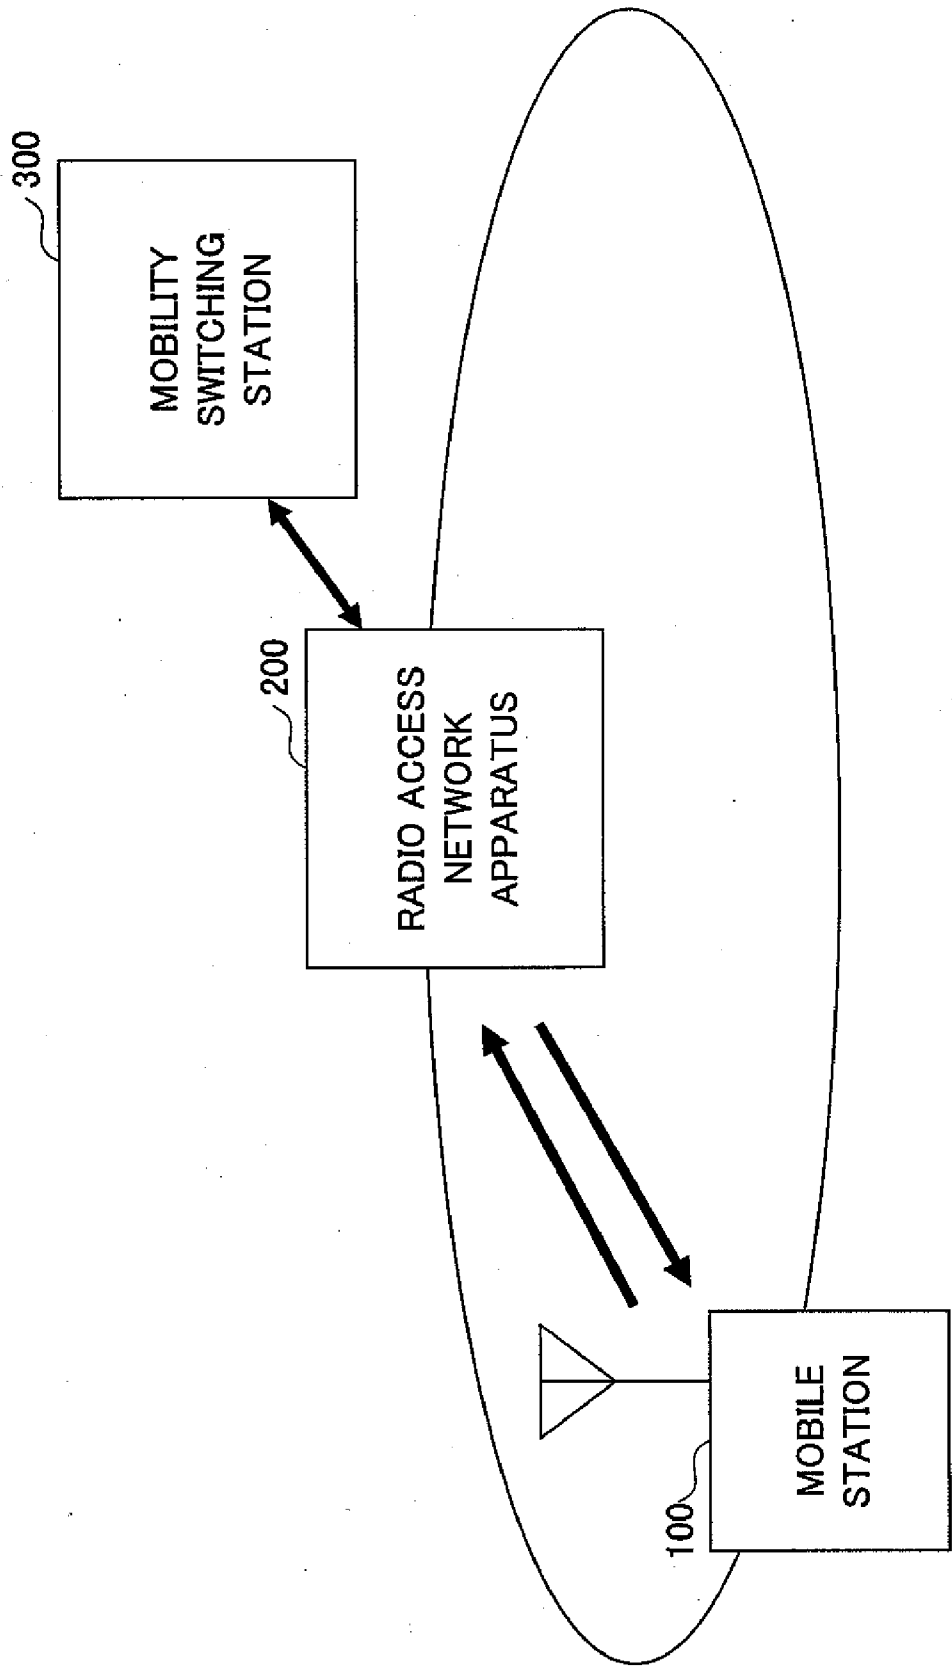 300
MOBILITY
SWITCHING
STATION
200
RADIO ACCESS
NETWORK
APPARATUS
100
MOBILE
STATION